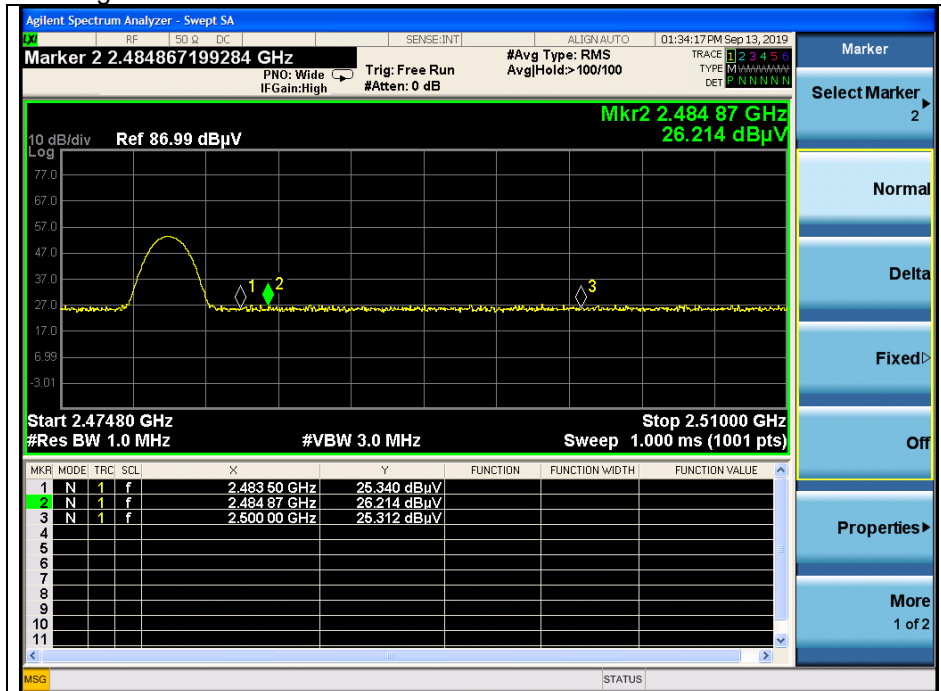 Agilent Spectrum Analyzer - Swept SA
LXI RF 50 Ω DC SENSE:INT ALIGN AUTO 01:34:17 PM Sep 13, 2019
Marker 2 2.484867199284 GHz
PNO: Wide
IFGain:High
Trig: Free Run
#Atten: 0 dB
#Avg Type: RMS
Avg|Hold:>100/100
TRACE 1 2 3 4 5 6
TYPE MWWWWW
DET P N N N N N
Mkr2 2.484 87 GHz
26.214 dBµV
10 dB/div Ref 86.99 dBµV
Log
77.0
67.0
57.0
47.0
37.0
27.0
17.0
6.99
-3.01
1
2
3
Start 2.47480 GHz Stop 2.51000 GHz
#Res BW 1.0 MHz #VBW 3.0 MHz Sweep 1.000 ms (1001 pts)
MKR MODE TRC SCL X Y FUNCTION FUNCTION WIDTH FUNCTION VALUE
1 N 1 f 2.483 50 GHz 25.340 dBµV
2 N 1 f 2.484 87 GHz 26.214 dBµV
3 N 1 f 2.500 00 GHz 25.312 dBµV
4
5
6
7
8
9
10
11
MSG STATUS
Marker
Select Marker
2
Normal
Delta
Fixed
Off
Properties
More
1 of 2